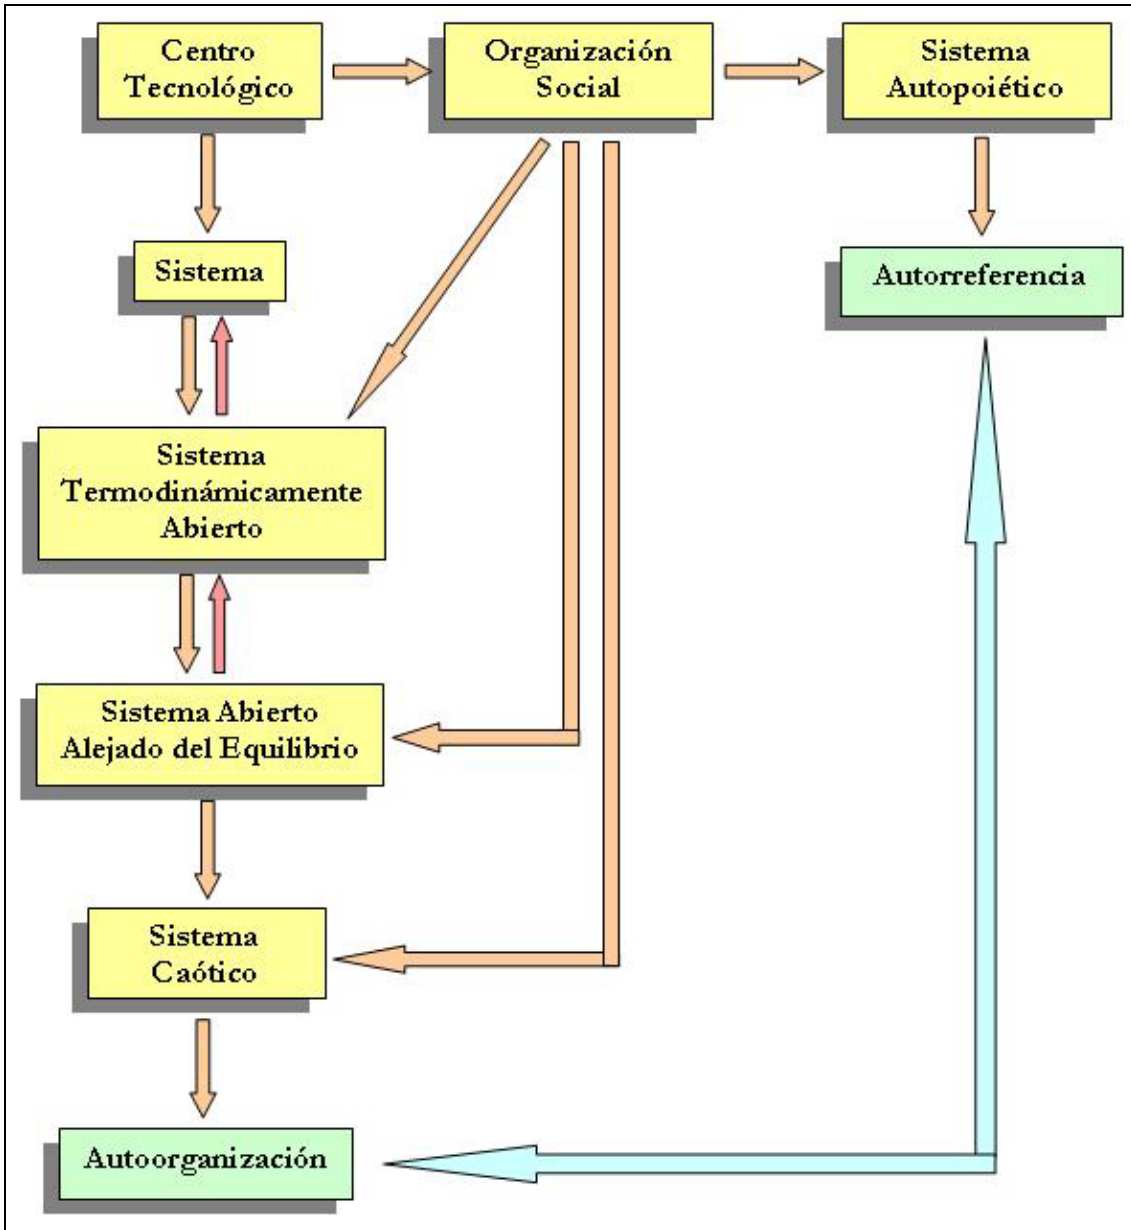 Centro
Tecnológico
Organización
Social
Sistema
Autopoiético
Sistema
Autorreferencia
Sistema
Termodinámicamente
Abierto
Sistema Abierto
Alejado del Equilibrio
Sistema
Caótico
Autoorganización